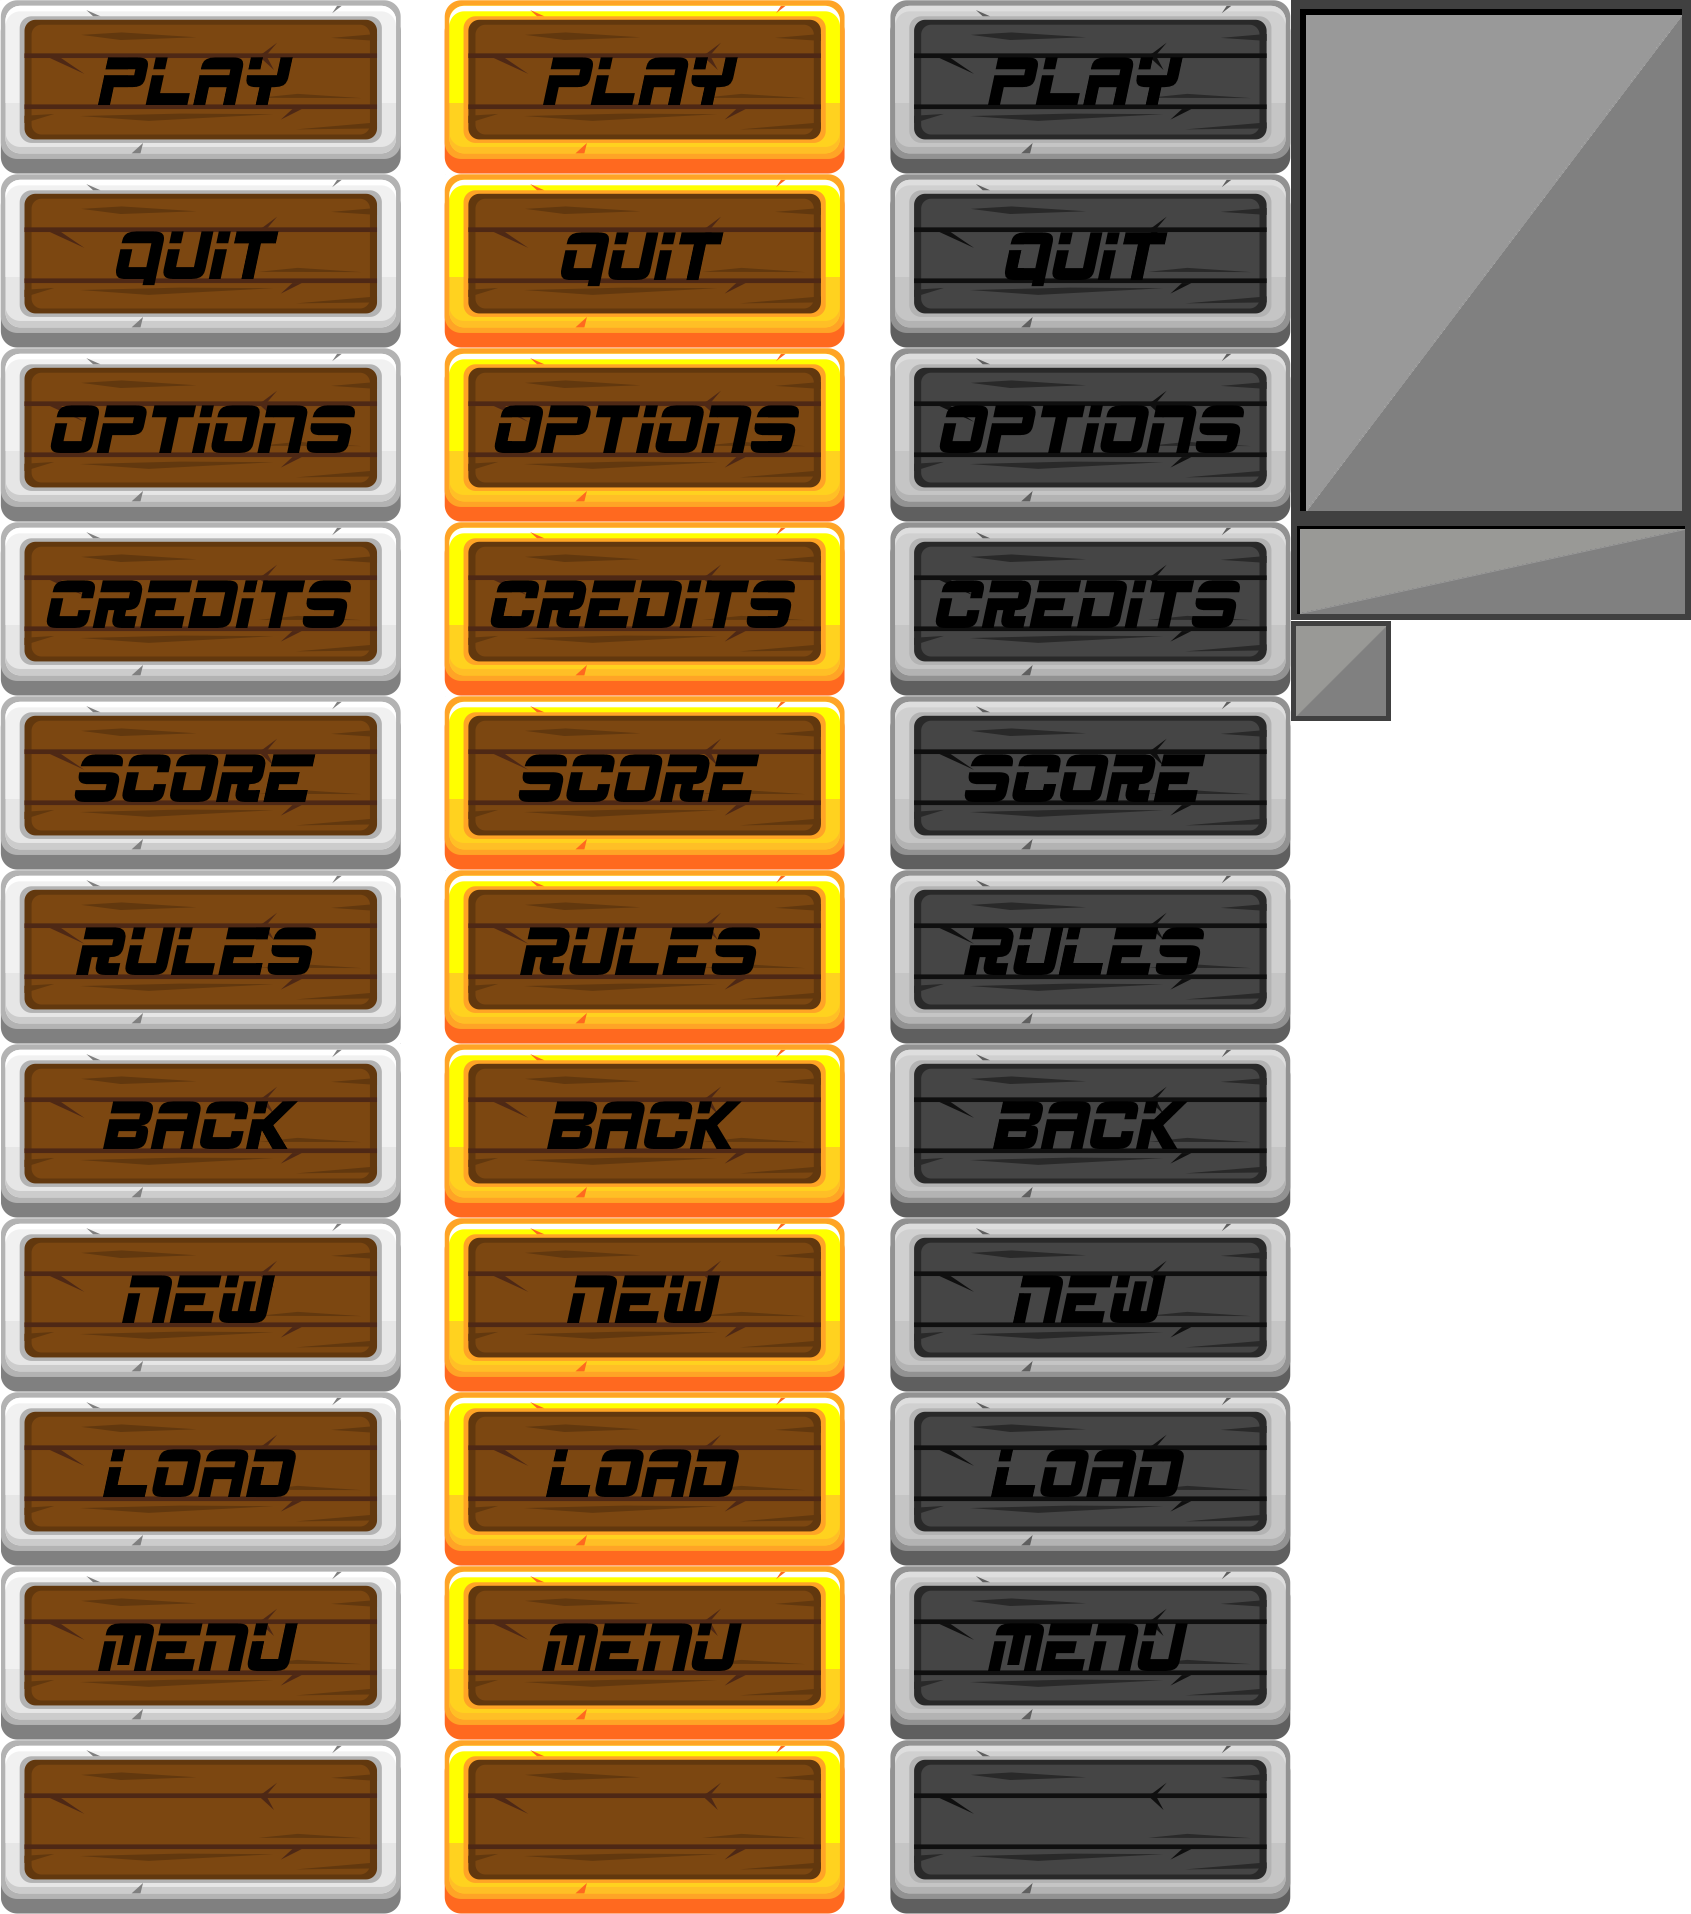 PLAY PLAY PLAY
QUIT QUIT QUIT
OPTIONS OPTIONS OPTIONS
CREDITS CREDITS CREDITS
SCORE SCORE SCORE
RULES RULES RULES
BACK BACK BACK
NEW NEW NEW
LOAD LOAD LOAD
MENU MENU MENU